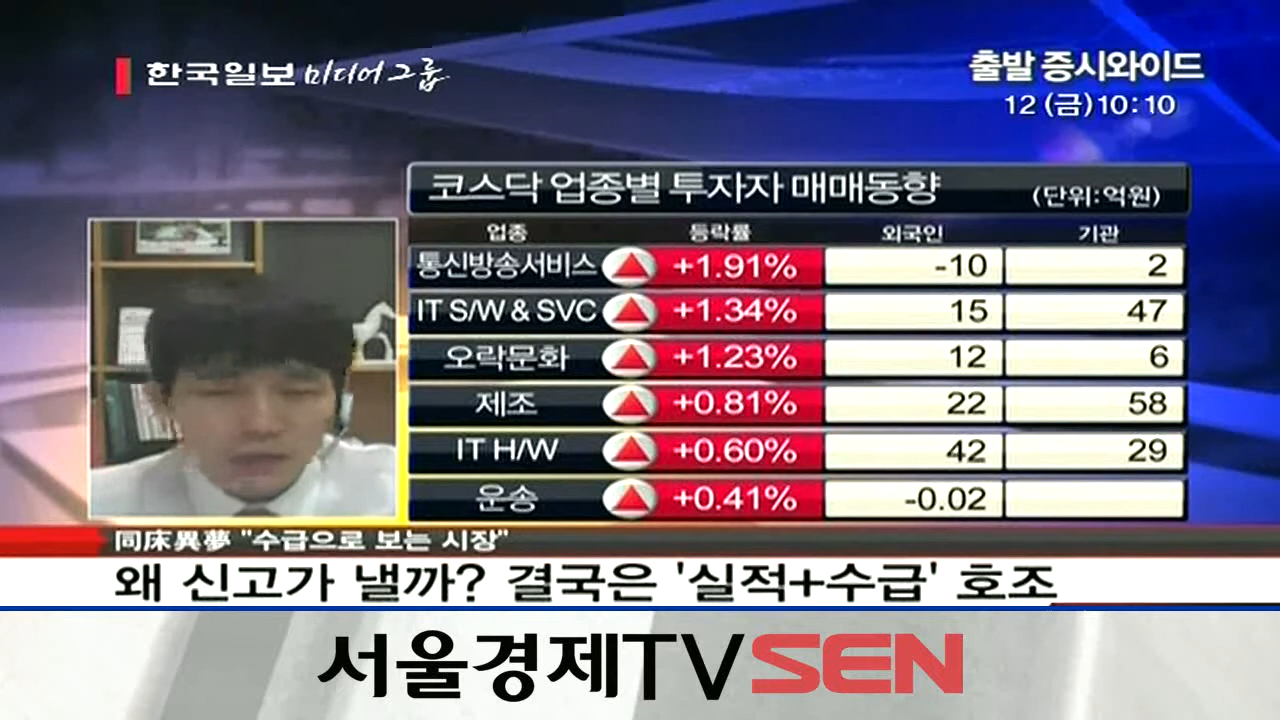 한국일보 미디어그룹
출발 증시와이드
12 (금) 10:10
코스닥 업종별 투자자 매매동향 (단위:억원)
업종 등락률 외국인 기관
통신방송서비스 +1.91% -10 2
IT S/W & SVC +1.34% 15 47
오락문화 +1.23% 12 6
제조 +0.81% 22 58
IT H/W +0.60% 42 29
운송 +0.41% -0.02
同床異夢 "수급으로 보는 시장"
왜 신고가 낼까? 결국은 '실적+수급' 호조
서울경제TV SEN